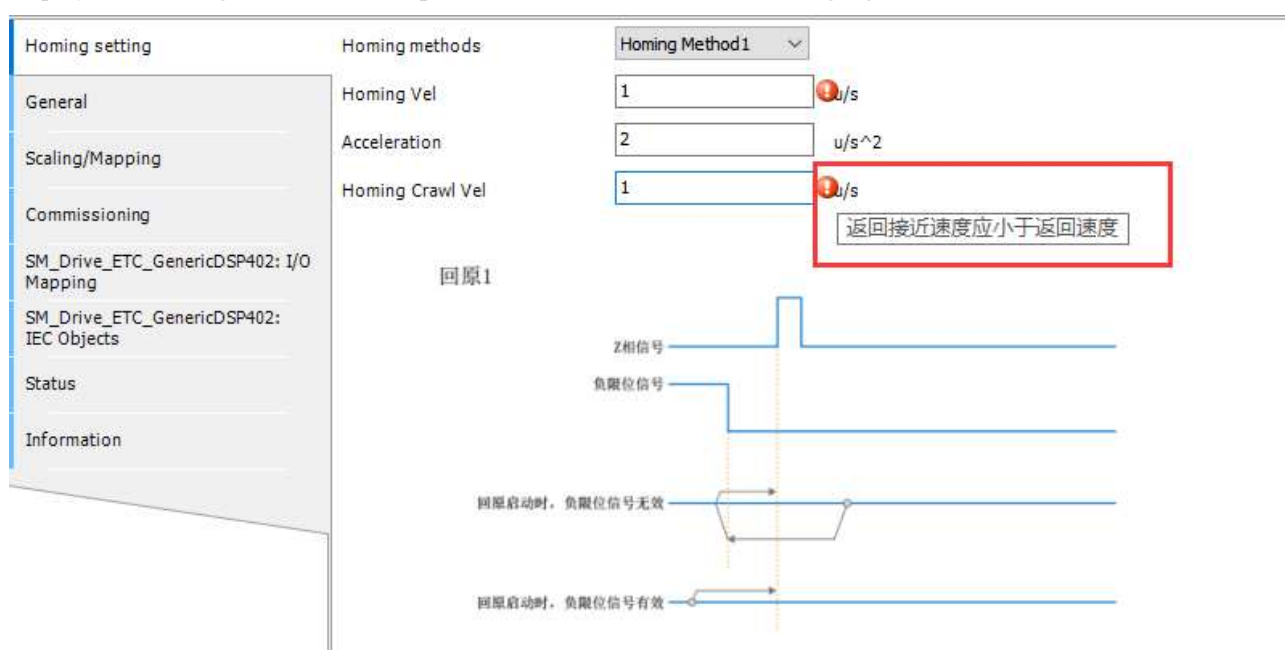 Homing setting
General
Scaling/Mapping
Commissioning
SM_Drive_ETC_GenericDSP402: I/O
Mapping
SM_Drive_ETC_GenericDSP402:
IEC Objects
Status
Information
Homing methods
Homing Method1
Homing Vel
1
u/s
Acceleration
2
u/s^2
Homing Crawl Vel
1
u/s
返回接近速度应小于返回速度
回原1
Z相信号
负限位信号
回原启动时，负限位信号无效
回原启动时，负限位信号有效